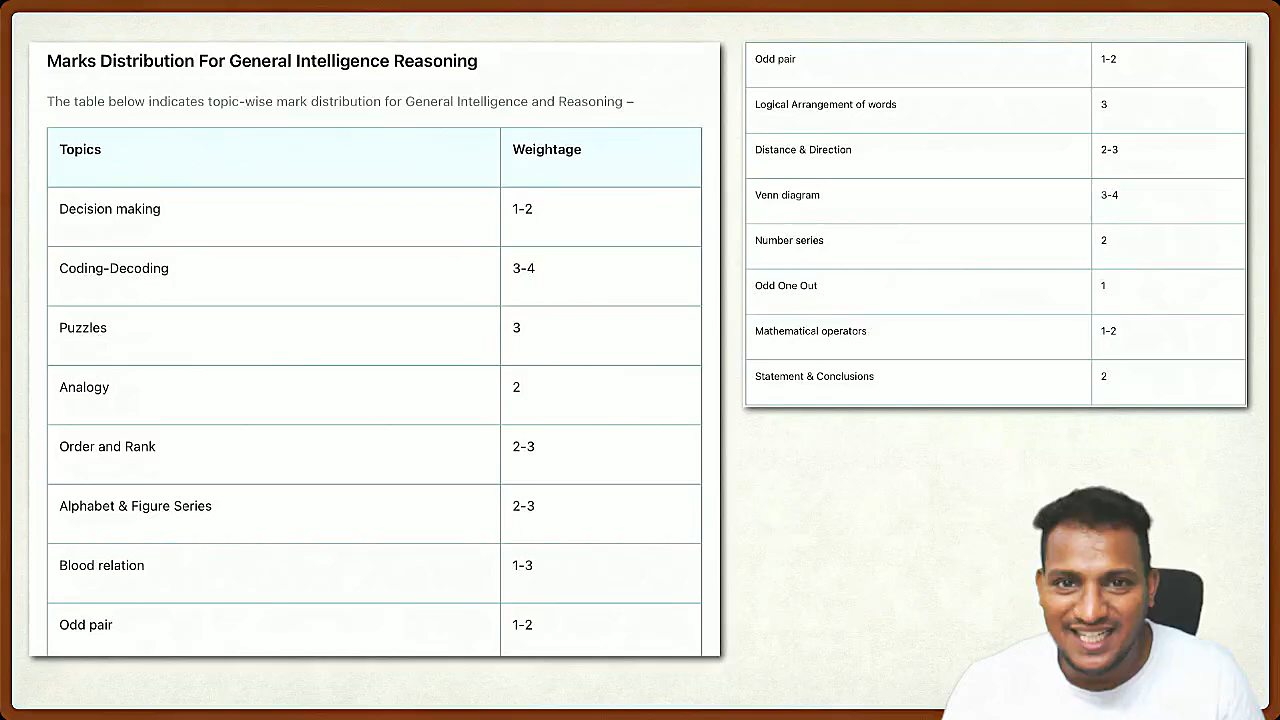 Marks Distribution For General Intelligence Reasoning
The table below indicates topic-wise mark distribution for General Intelligence and Reasoning –
Topics Weightage
Decision making 1-2
Coding-Decoding 3-4
Puzzles 3
Analogy 2
Order and Rank 2-3
Alphabet & Figure Series 2-3
Blood relation 1-3
Odd pair 1-2
Odd pair 1-2
Logical Arrangement of words 3
Distance & Direction 2-3
Venn diagram 3-4
Number series 2
Odd One Out 1
Mathematical operators 1-2
Statement & Conclusions 2